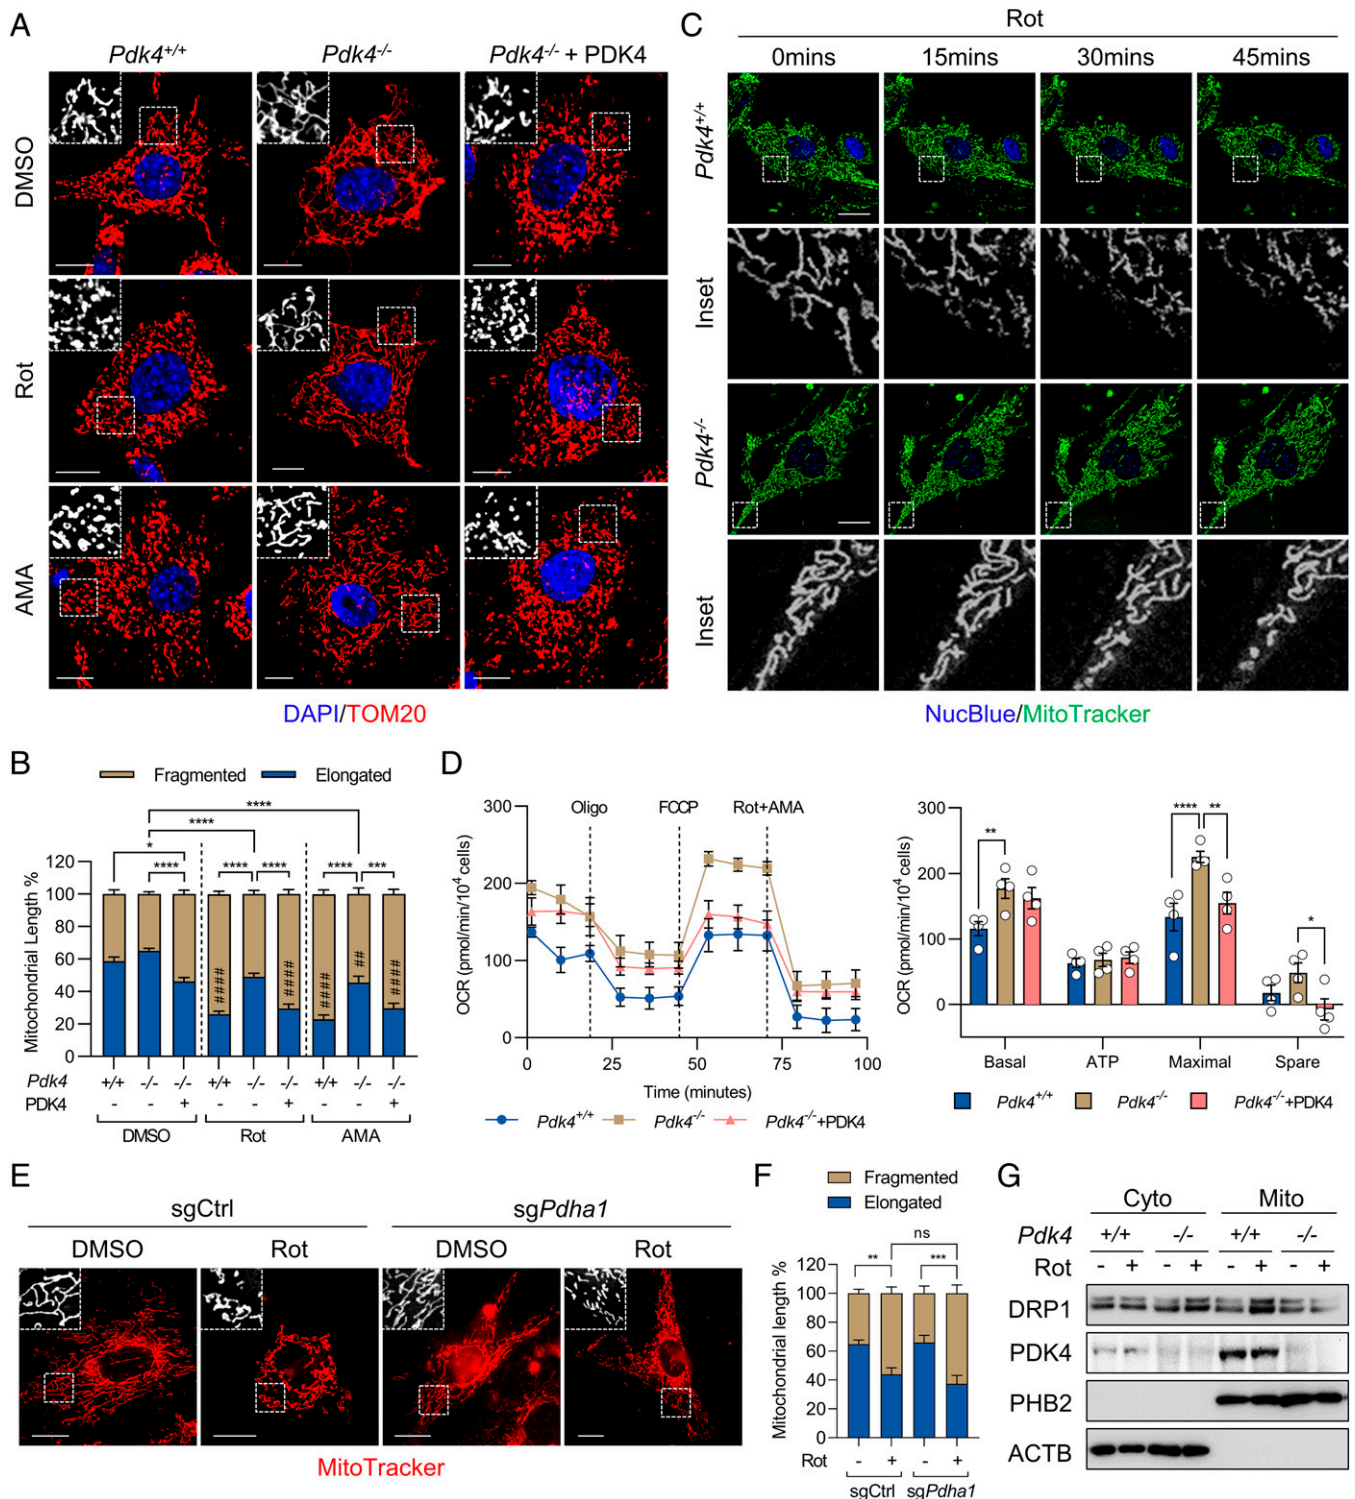 A
Pdk4+/+ Pdk4-/- Pdk4-/- + PDK4
DMSO
Rot
AMA
DAPI/TOM20
C
Rot
0mins 15mins 30mins 45mins
Pdk4+/+
Inset
Pdk4-/-
Inset
NucBlue/MitoTracker
B
Fragmented Elongated
****
****
* **** **** **** **** ***
Mitochondrial Length %
120
100
80
60
40
20
0
#### #### #### ## ####
Pdk4 +/+ -/- -/- +/+ -/- -/- +/+ -/- -/-
PDK4 - - + - - + - - +
DMSO Rot AMA
D
OCR (pmol/min/10⁴ cells)
300
200
100
0
Oligo FCCP Rot+AMA
0 25 50 75 100
Time (minutes)
Pdk4+/+ Pdk4-/- Pdk4-/-+PDK4
OCR (pmol/min/10⁴ cells)
300
200
100
0
** **** ** *
Basal ATP Maximal Spare
Pdk4+/+ Pdk4-/- Pdk4-/-+PDK4
E
sgCtrl sgPdha1
DMSO Rot DMSO Rot
MitoTracker
F
Fragmented
Elongated
ns
** ***
Mitochondrial length %
120
100
80
60
40
20
0
Rot - + - +
sgCtrl sgPdha1
G
Cyto Mito
Pdk4 +/+ -/- +/+ -/-
Rot - + - + - + - +
DRP1
PDK4
PHB2
ACTB